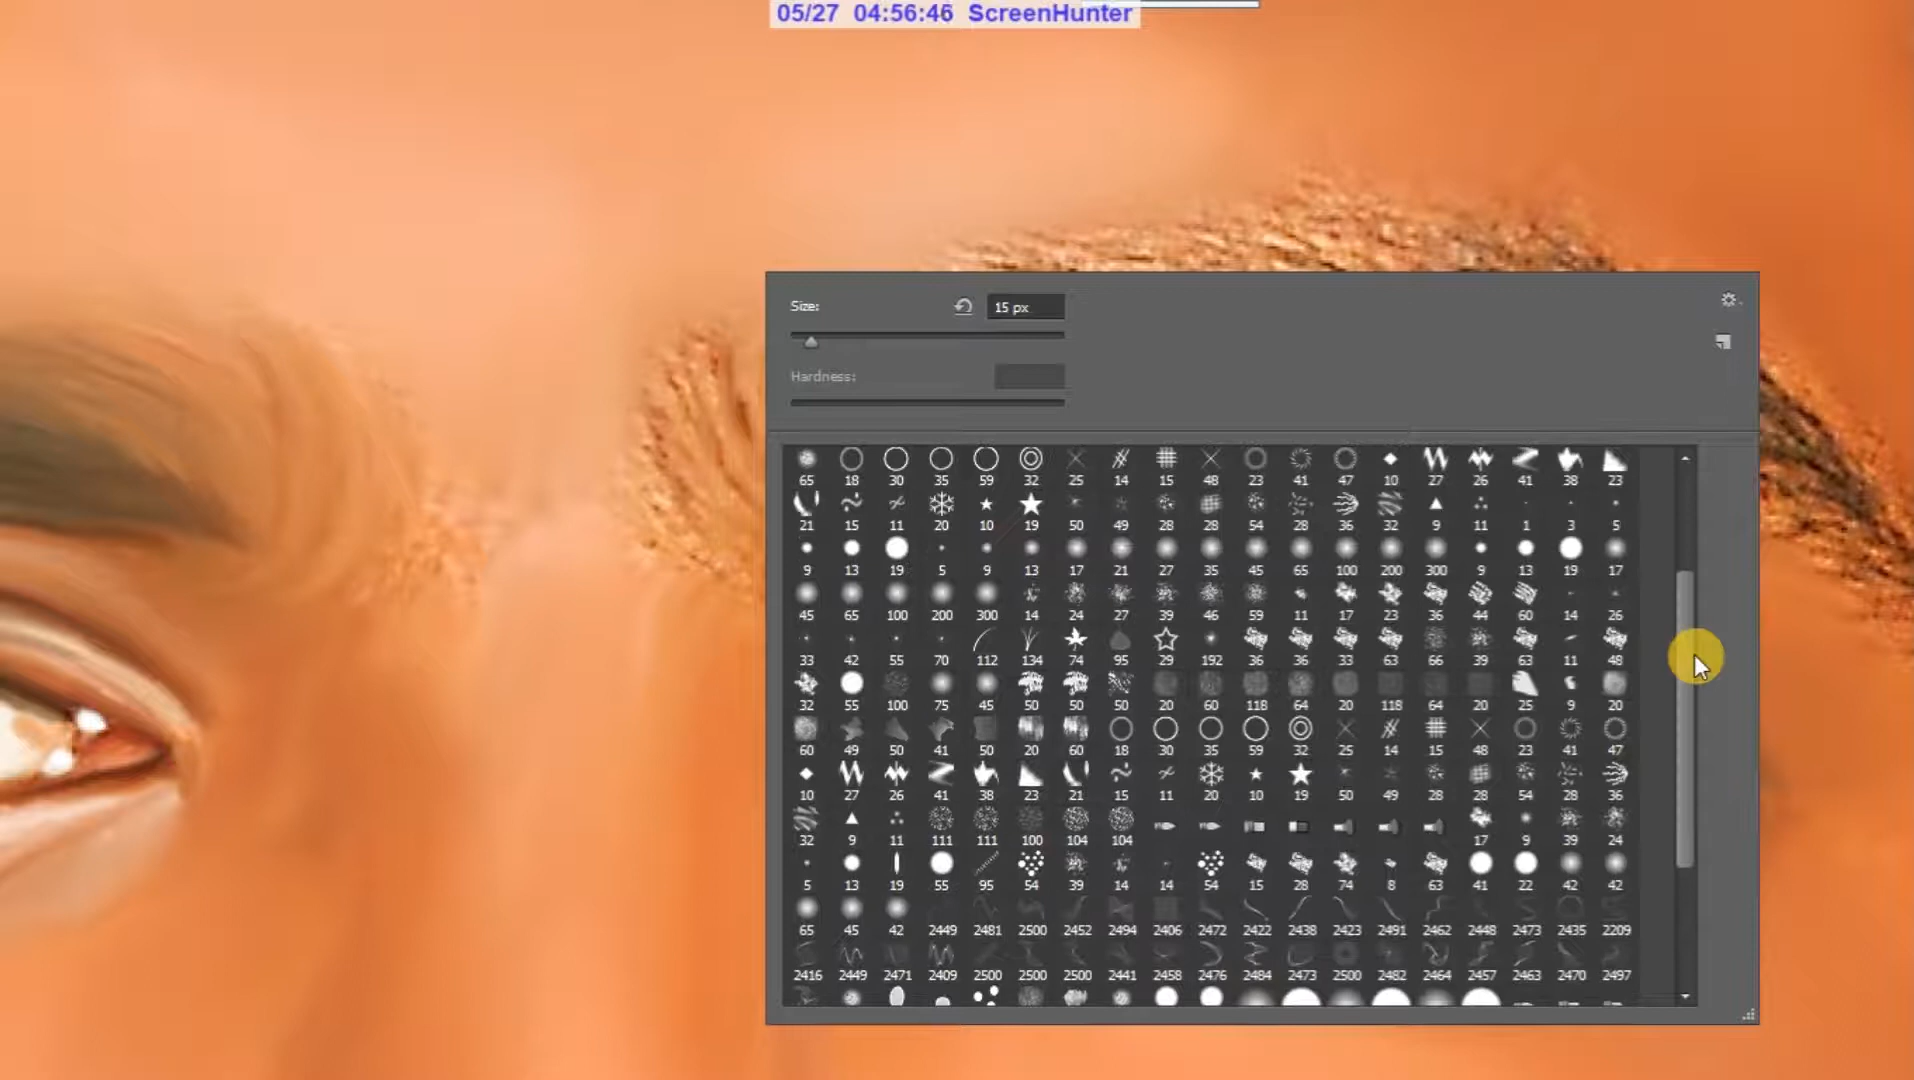 05/27 04:56:46 ScreenHunter
Size: 15 px
Hardness:
65 18 30 35 59 32 25 14 15 48 23 41 47 10 27 26 41 38 23
21 15 11 20 10 19 50 49 28 28 54 28 36 32 9 11 1 3 5
9 13 19 5 9 13 17 21 27 35 45 65 100 200 300 9 13 19 17
45 65 100 200 300 14 24 27 39 46 59 11 17 23 36 44 60 14 26
33 42 55 70 112 134 74 95 29 192 36 36 33 63 66 39 63 11 48
32 55 100 75 45 50 50 50 20 60 118 64 20 118 64 20 25 9 20
60 49 50 41 50 20 60 18 30 35 59 32 25 14 15 48 23 41 47
10 27 26 41 38 23 21 15 11 20 10 19 50 49 28 28 54 28 36
32 9 11 111 111 100 104 104 17 9 39 24
5 13 19 55 95 54 39 14 14 54 15 28 74 8 63 41 22 42 42
65 45 42 2449 2481 2500 2452 2494 2406 2472 2422 2438 2423 2491 2462 2448 2473 2435 2209
2416 2449 2471 2409 2500 2500 2500 2441 2458 2476 2484 2473 2500 2482 2464 2457 2463 2470 2497